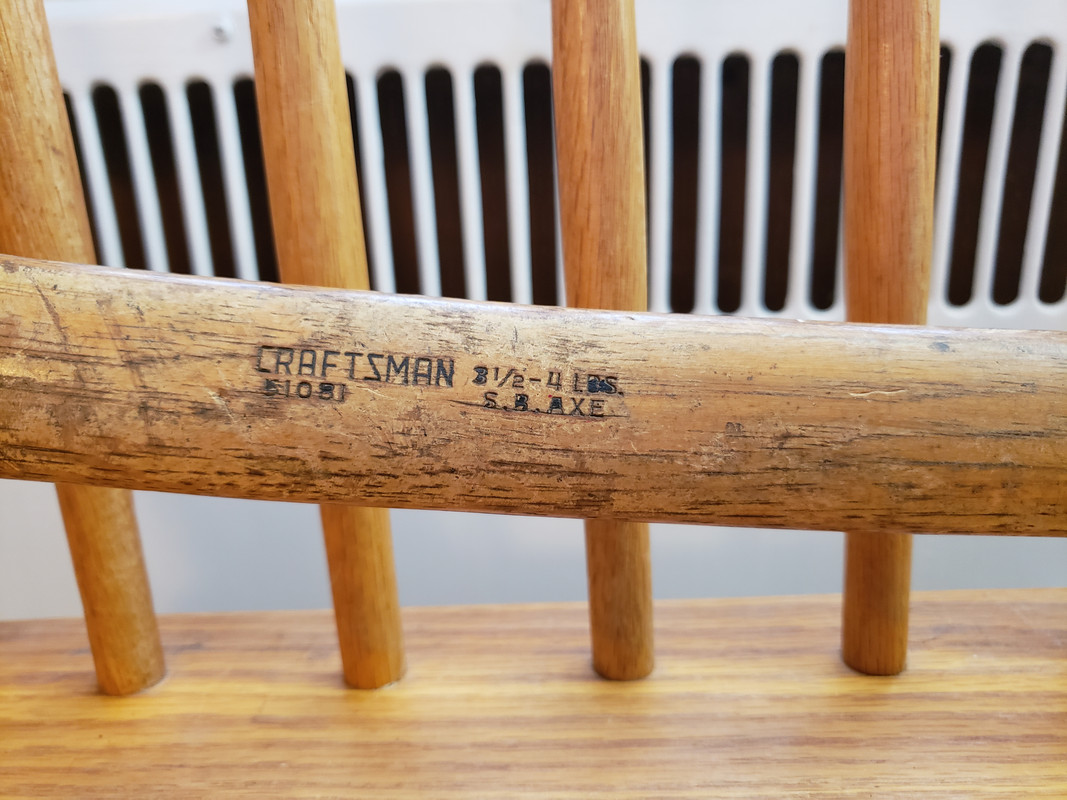 CRAFTSMAN 3½-4 LBS.
51081 S.B. AXE